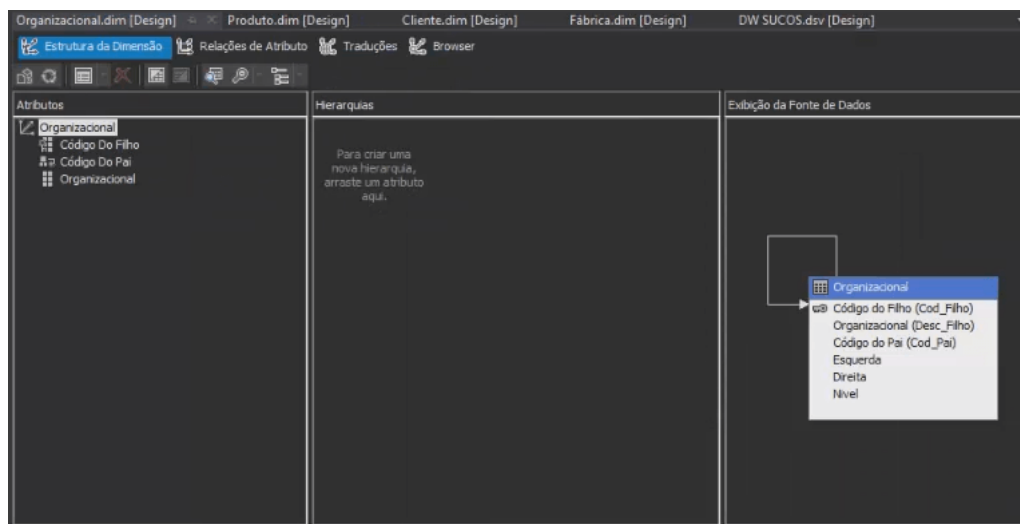 Organizacional.dim [Design] Produto.dim [Design] Cliente.dim [Design] Fábrica.dim [Design] DW SUCOS.dsv [Design]
Estrutura da Dimensão Relações de Atributo Traduções Browser
Atributos
Organizacional
Código Do Filho
Código Do Pai
Organizacional
Hierarquias
Para criar uma
nova hierarquia,
arraste um atributo
aqui.
Exibição da Fonte de Dados
Organizacional
Código do Filho (Cod_Filho)
Organizacional (Desc_Filho)
Código do Pai (Cod_Pai)
Esquerda
Direita
Nivel